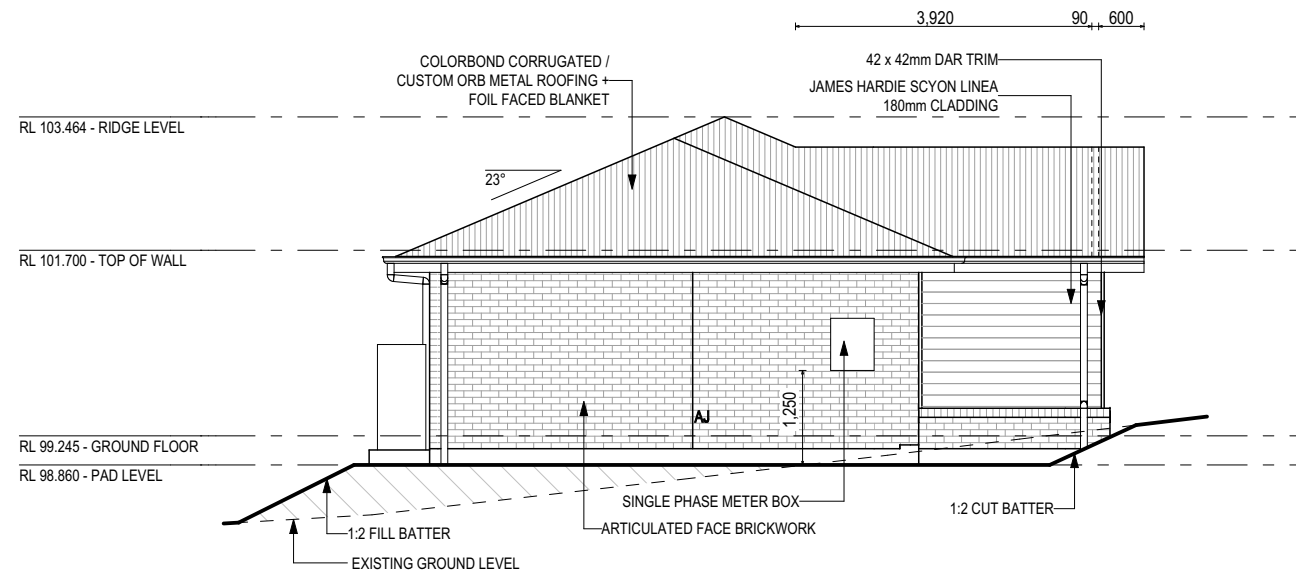 3,920
90
600
COLORBOND CORRUGATED /
CUSTOM ORB METAL ROOFING +
FOIL FACED BLANKET
42 x 42mm DAR TRIM
JAMES HARDIE SCYON LINEA
180mm CLADDING
RL 103.464 - RIDGE LEVEL
23°
RL 101.700 - TOP OF WALL
1,250
AJ
RL 99.245 - GROUND FLOOR
RL 98.860 - PAD LEVEL
SINGLE PHASE METER BOX
1:2 CUT BATTER
ARTICULATED FACE BRICKWORK
1:2 FILL BATTER
EXISTING GROUND LEVEL